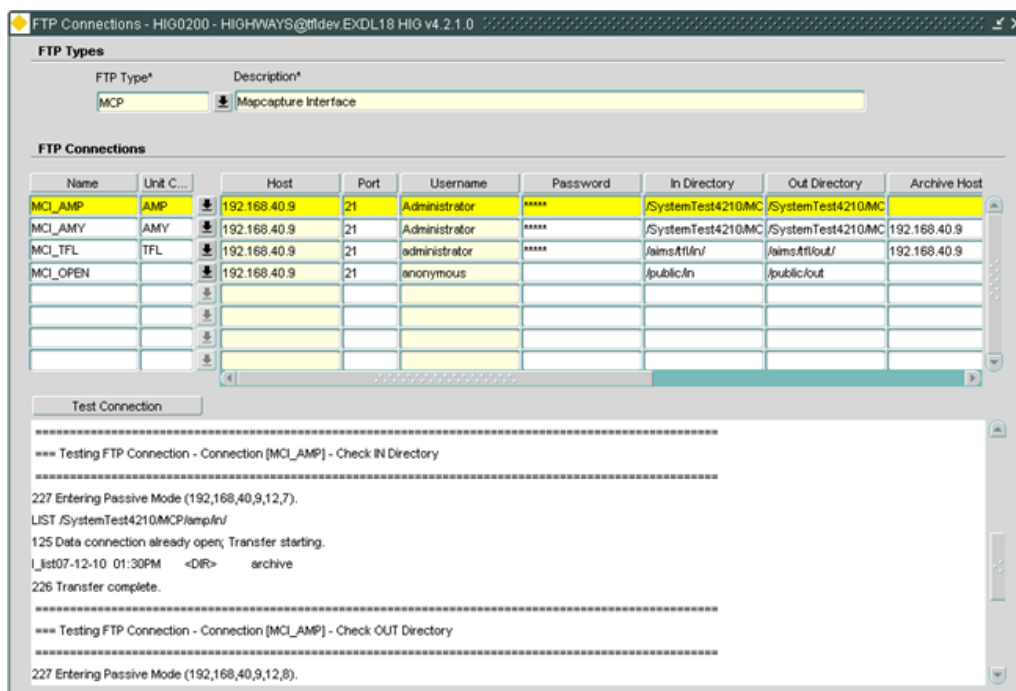 FTP Connections - HIG0200 - HIGHWAYS@tfldev.EXDL18 HIG v4.2.1.0
FTP Types
FTP Type* Description*
MCP Mapcapture Interface
FTP Connections
Name Unit C... Host Port Username Password In Directory Out Directory Archive Host
MCI_AMP AMP 192.168.40.9 21 Administrator ***** /SystemTest4210/MC /SystemTest4210/MC
MCI_AMY AMY 192.168.40.9 21 Administrator ***** /SystemTest4210/MC /SystemTest4210/MC 192.168.40.9
MCI_TFL TFL 192.168.40.9 21 administrator ***** /aims/tfl/in/ /aims/tfl/out/ 192.168.40.9
MCI_OPEN 192.168.40.9 21 anonymous /public/in /public/out
Test Connection
================================================================================
=== Testing FTP Connection - Connection [MCI_AMP] - Check IN Directory
================================================================================
227 Entering Passive Mode (192,168,40,9,12,7).
LIST /SystemTest4210/MCP/amp/in/
125 Data connection already open; Transfer starting.
l_list07-12-10 01:30PM <DIR> archive
226 Transfer complete.
================================================================================
=== Testing FTP Connection - Connection [MCI_AMP] - Check OUT Directory
================================================================================
227 Entering Passive Mode (192,168,40,9,12,8).